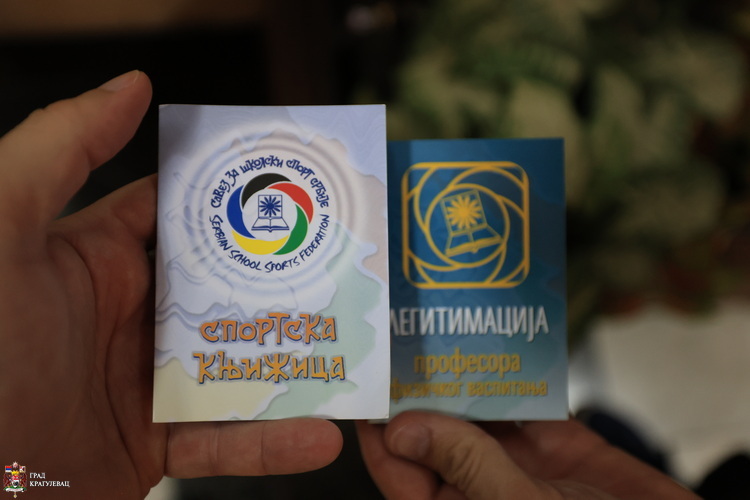 САВЕЗ ЗА ШКОЛСКИ СПОРТ СРБИЈЕ
SERBIAN SCHOOL SPORTS FEDERATION
СПОРТСКА
КЊИЖИЦА
ЛЕГИТИМАЦИЈА
професора
физичког васпитања
ГРАД
КРАГУЈЕВАЦ